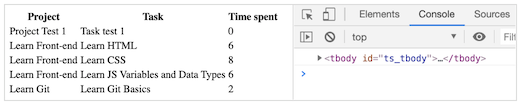 Project Task Time spent
Project Test 1 Task test 1 0
Learn Front-end Learn HTML 6
Learn Front-end Learn CSS 8
Learn Front-end Learn JS Variables and Data Types 6
Learn Git Learn Git Basics 2
Elements Console Sources
top
<tbody id="ts_tbody">…</tbody>